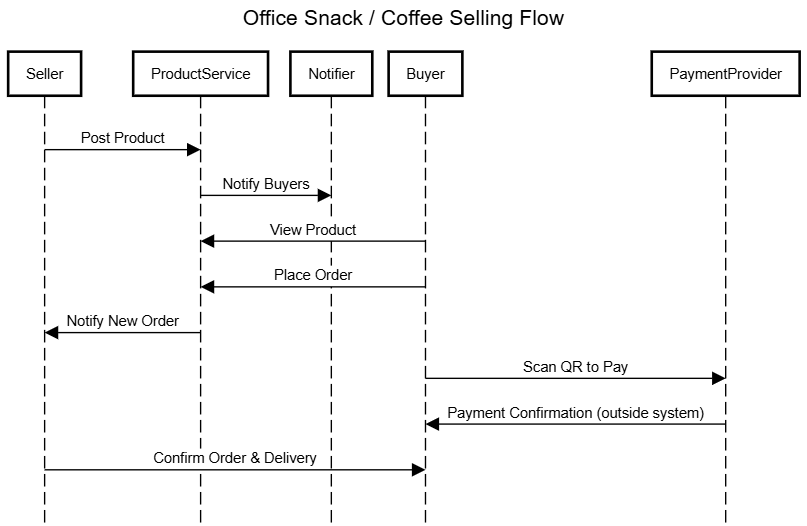 Office Snack / Coffee Selling Flow
Seller
ProductService
Notifier
Buyer
PaymentProvider
Post Product
Notify Buyers
View Product
Place Order
Notify New Order
Scan QR to Pay
Payment Confirmation (outside system)
Confirm Order & Delivery